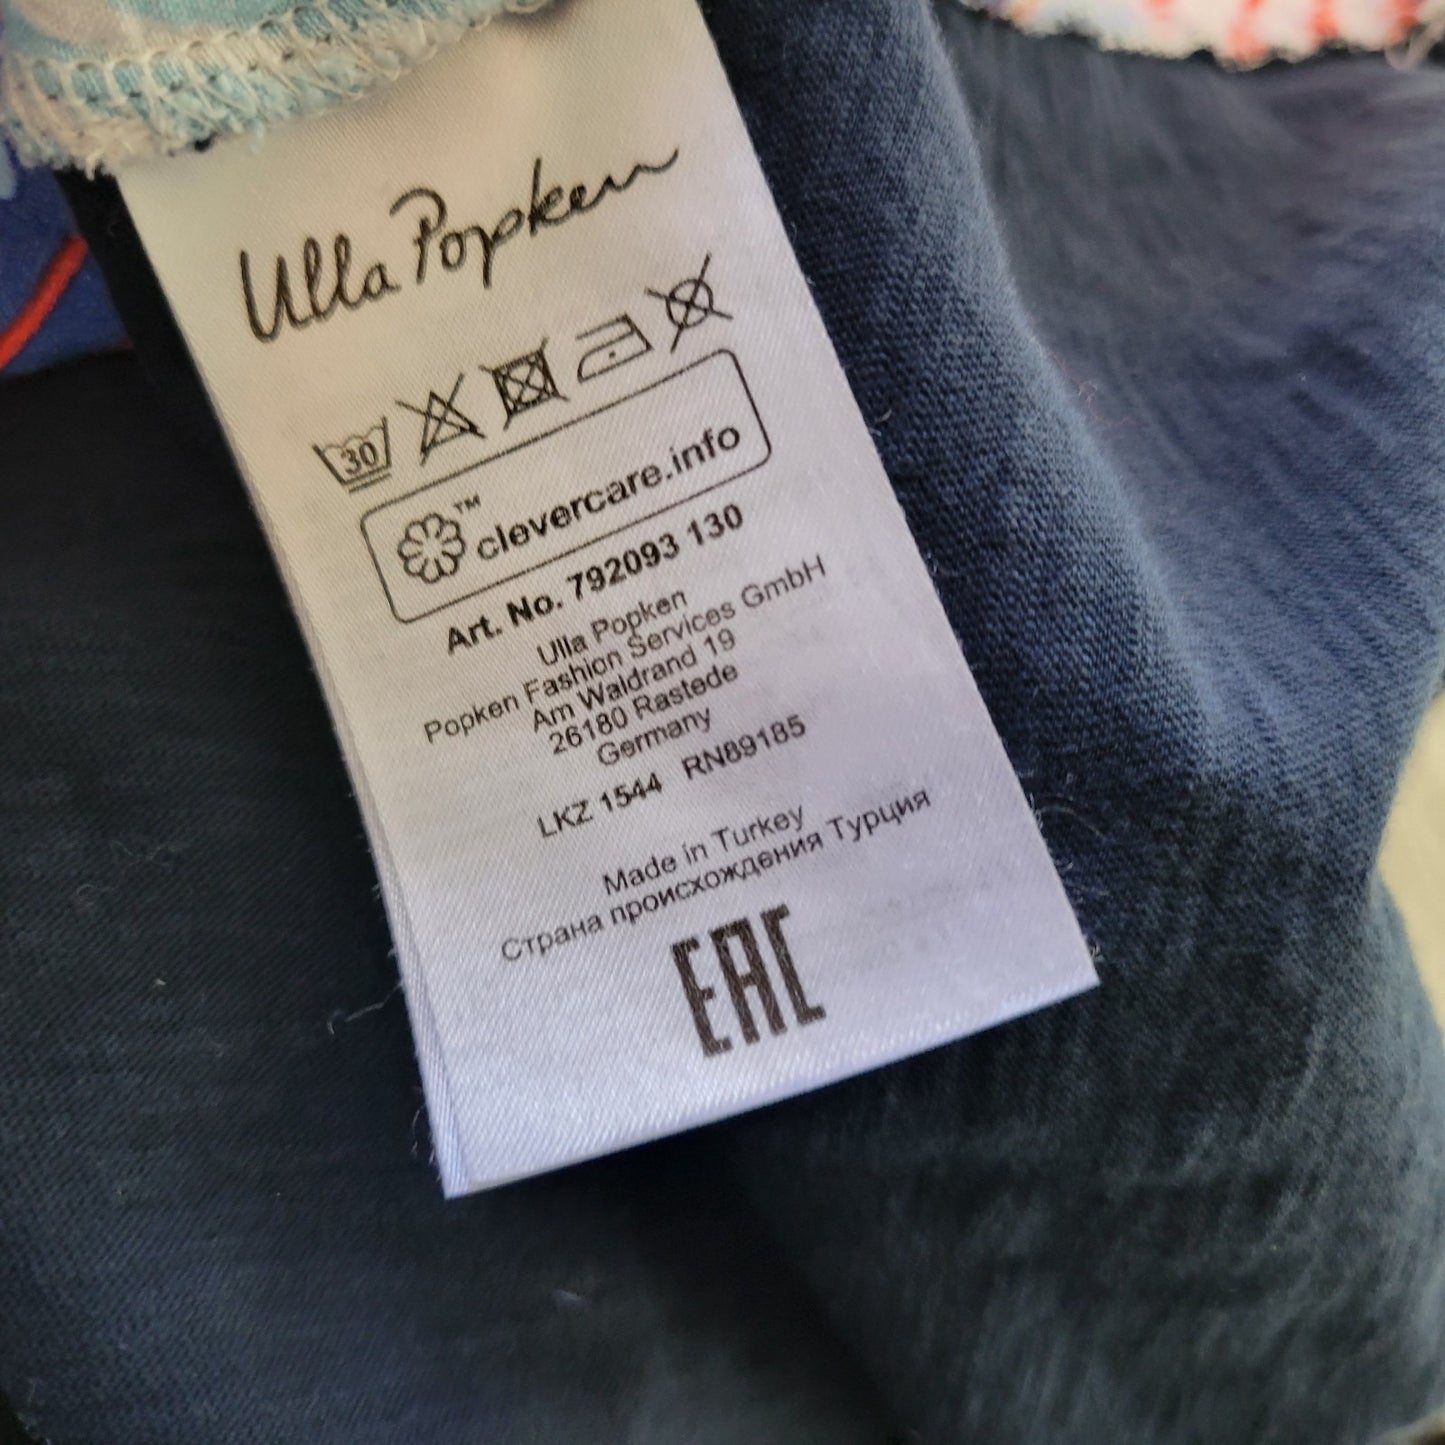 Ulla Popken
30
™ clevercare.info
Art. No. 792093 130
Ulla Popken
Popken Fashion Services GmbH
Am Waldrand 19
26180 Rastede
Germany
LKZ 1544 RN89185
Made in Turkey
Страна происхождения Турция
EAC